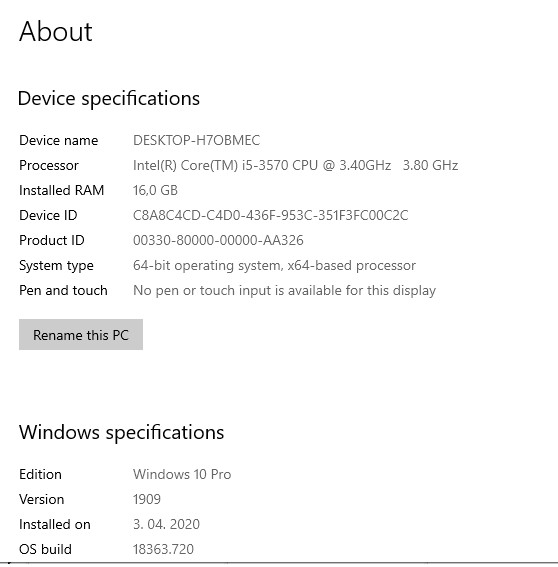 About
Device specifications
Device name DESKTOP-H7OBMEC
Processor Intel(R) Core(TM) i5-3570 CPU @ 3.40GHz 3.80 GHz
Installed RAM 16,0 GB
Device ID C8A8C4CD-C4D0-436F-953C-351F3FC00C2C
Product ID 00330-80000-00000-AA326
System type 64-bit operating system, x64-based processor
Pen and touch No pen or touch input is available for this display
Rename this PC
Windows specifications
Edition Windows 10 Pro
Version 1909
Installed on 3. 04. 2020
OS build 18363.720